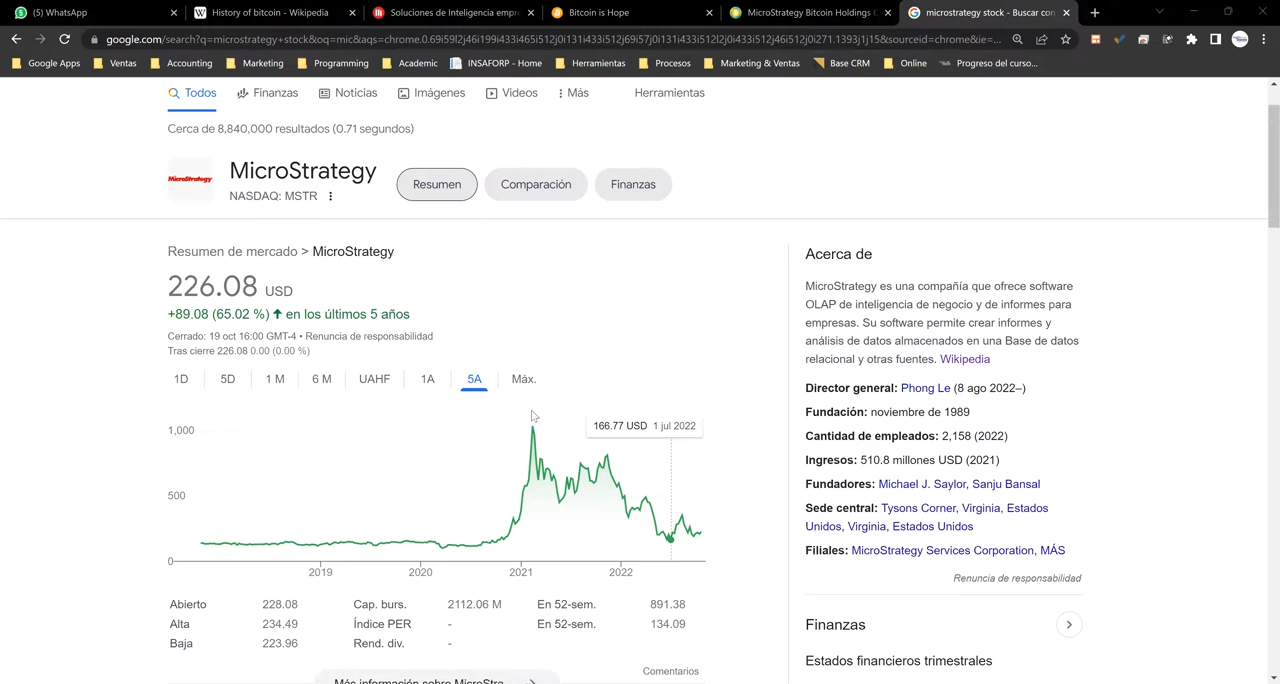 (5) WhatsApp
History of bitcoin - Wikipedia
Soluciones de Inteligencia empre
Bitcoin is Hope
MicroStrategy Bitcoin Holdings C
microstrategy stock - Buscar con
google.com/search?q=microstrategy+stock&oq=mic&aqs=chrome.0.69i59l2j46i199i433i465i512j0i131i433i512j69i57j0i131i433i512l2j0i433i512j46i512j0i271.1393j1j15&sourceid=chrome&ie=...
Google Apps
Ventas
Accounting
Marketing
Programming
Academic
INSAFORP - Home
Herramientas
Procesos
Marketing & Ventas
Base CRM
Online
Progreso del curso...
Todos
Finanzas
Noticias
Imágenes
Videos
Más
Herramientas
Cerca de 8,840,000 resultados (0.71 segundos)
MicroStrategy
MicroStrategy
NASDAQ: MSTR
Resumen
Comparación
Finanzas
Resumen de mercado > MicroStrategy
226.08 USD
+89.08 (65.02 %) ↑ en los últimos 5 años
Cerrado: 19 oct 16:00 GMT-4 • Renuncia de responsabilidad
Tras cierre 226.08 0.00 (0.00 %)
1D
5D
1 M
6 M
UAHF
1A
5A
Máx.
166.77 USD 1 jul 2022
1,000
500
0
2019
2020
2021
2022
Abierto 228.08
Alta 234.49
Baja 223.96
Cap. burs. 2112.06 M
Índice PER -
Rend. div. -
En 52-sem. 891.38
En 52-sem. 134.09
Comentarios
Más información sobre MicroStra
Acerca de
MicroStrategy es una compañía que ofrece software
OLAP de inteligencia de negocio y de informes para
empresas. Su software permite crear informes y
análisis de datos almacenados en una Base de datos
relacional y otras fuentes. Wikipedia
Director general: Phong Le (8 ago 2022–)
Fundación: noviembre de 1989
Cantidad de empleados: 2,158 (2022)
Ingresos: 510.8 millones USD (2021)
Fundadores: Michael J. Saylor, Sanju Bansal
Sede central: Tysons Corner, Virginia, Estados
Unidos, Virginia, Estados Unidos
Filiales: MicroStrategy Services Corporation, MÁS
Renuncia de responsabilidad
Finanzas
Estados financieros trimestrales